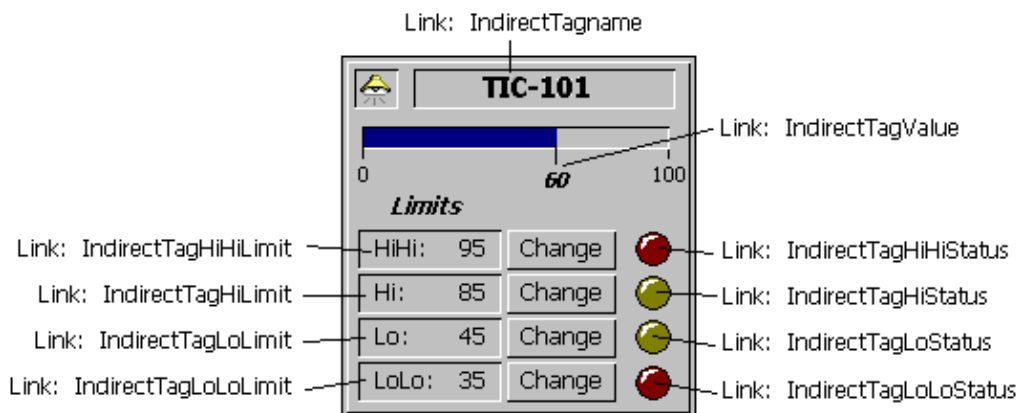 Link: IndirectTagname
TIC-101
Link: IndirectTagValue
0 60 100
Limits
Link: IndirectTagHiHiLimit HiHi: 95 Change Link: IndirectTagHiHiStatus
Link: IndirectTagHiLimit Hi: 85 Change Link: IndirectTagHiStatus
Link: IndirectTagLoLimit Lo: 45 Change Link: IndirectTagLoStatus
Link: IndirectTagLoLoLimit LoLo: 35 Change Link: IndirectTagLoLoStatus